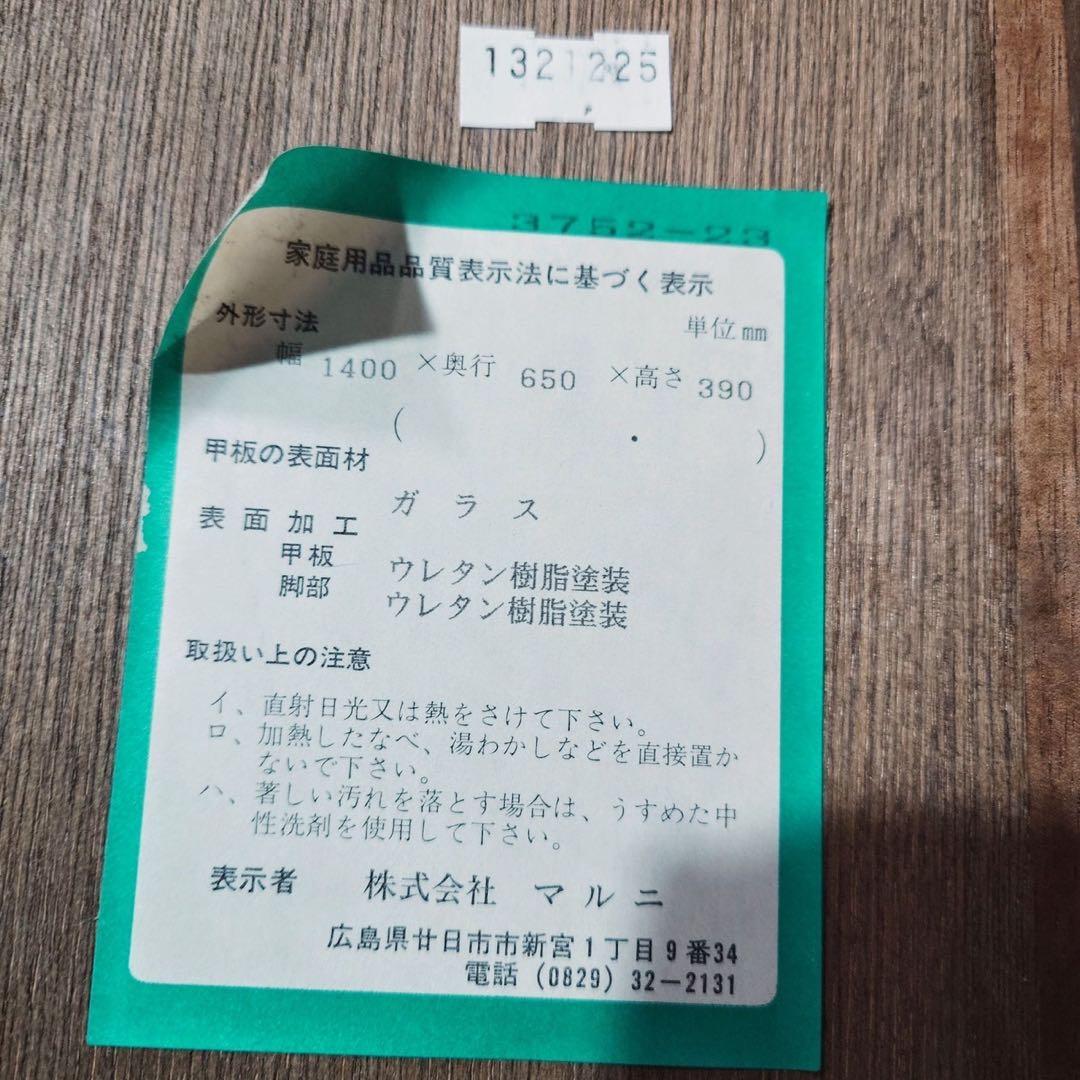 1321225
3752-23
家庭用品品質表示法に基づく表示
外形寸法 単位㎜
幅 1400 ×奥行 650 ×高さ 390
( ・ )
甲板の表面材
ガラス
表面加工
甲板 ウレタン樹脂塗装
脚部 ウレタン樹脂塗装
取扱い上の注意
イ、直射日光又は熱をさけて下さい。
ロ、加熱したなべ、湯わかしなどを直接置か
ないで下さい。
ハ、著しい汚れを落とす場合は、うすめた中
性洗剤を使用して下さい。
表示者 株式会社 マルニ
広島県廿日市市新宮1丁目9番34
電話 (0829) 32-2131